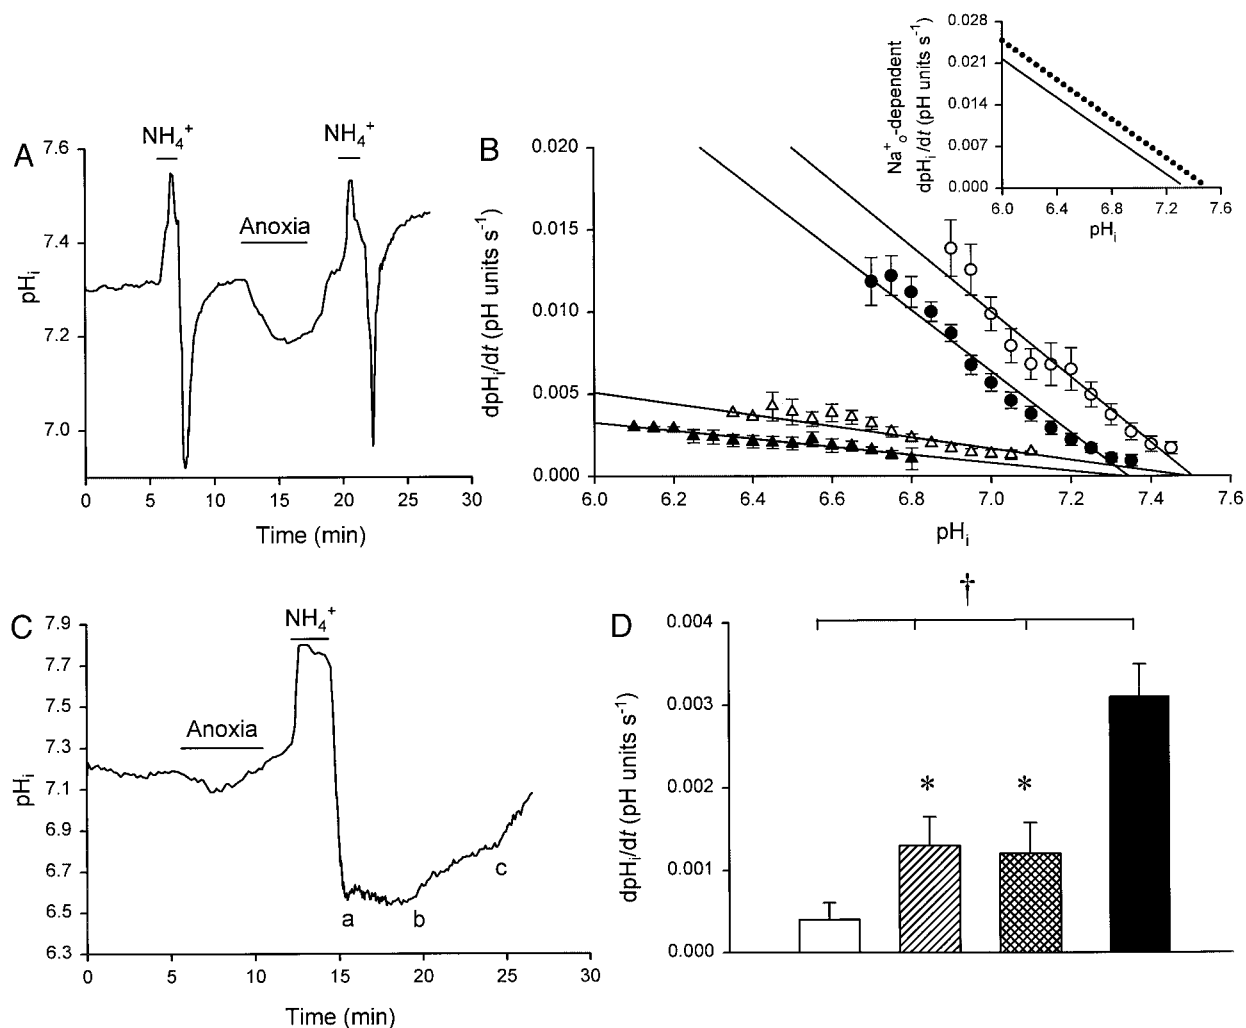 A
7.6
7.4
7.2
7.0
pHi
NH4+
Anoxia
NH4+
0 5 10 15 20 25 30
Time (min)
B
0.020
0.015
0.010
0.005
0.000
dpHi/dt (pH units s-1)
6.0 6.2 6.4 6.6 6.8 7.0 7.2 7.4 7.6
pHi
0.028
0.021
0.014
0.007
0.000
Na+o-dependent
dpHi/dt (pH units s-1)
6.0 6.4 6.8 7.2 7.6
pHi
C
7.9
7.7
7.5
7.3
7.1
6.9
6.7
6.5
6.3
pHi
Anoxia
NH4+
a
b
c
0 5 10 15 20 25 30
Time (min)
D
†
0.004
0.003
0.002
0.001
0.000
dpHi/dt (pH units s-1)
* *